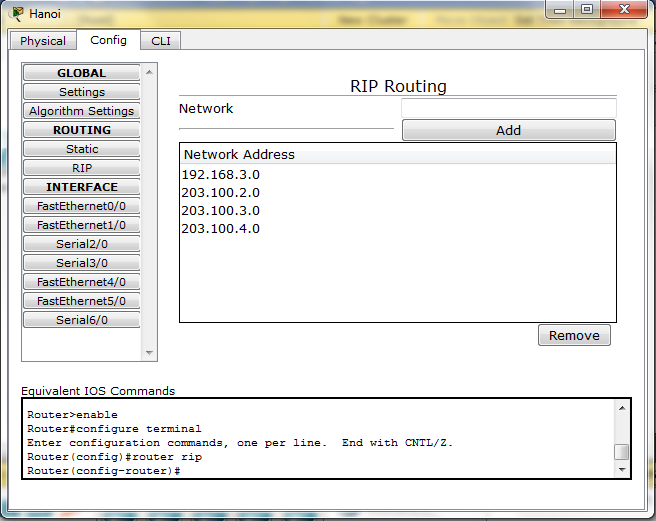 Hanoi
New Cluster
Physical Config CLI
GLOBAL
Settings
Algorithm Settings
ROUTING
Static
RIP
INTERFACE
FastEthernet0/0
FastEthernet1/0
Serial2/0
Serial3/0
FastEthernet4/0
FastEthernet5/0
Serial6/0
RIP Routing
Network
Add
Network Address
192.168.3.0
203.100.2.0
203.100.3.0
203.100.4.0
Remove
Equivalent IOS Commands
Router>enable
Router#configure terminal
Enter configuration commands, one per line.  End with CNTL/Z.
Router(config)#router rip
Router(config-router)#